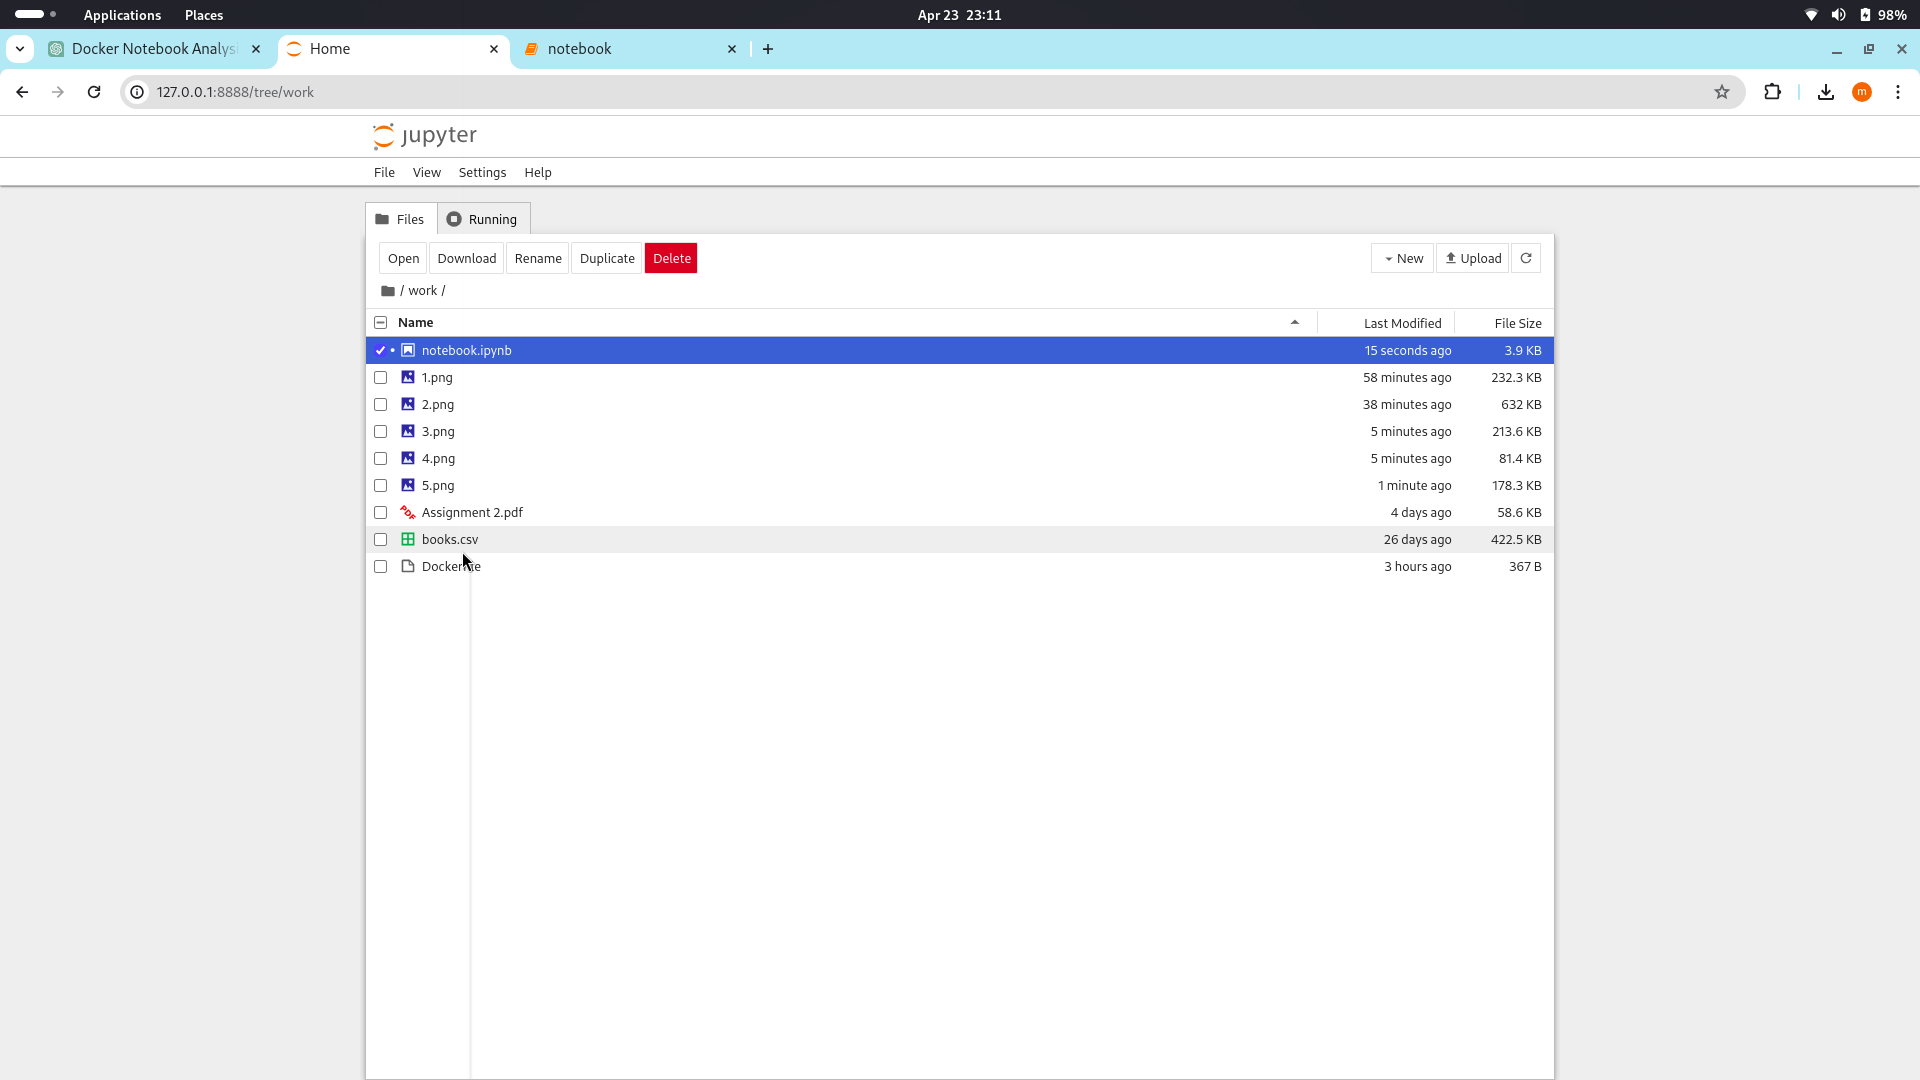 Applications Places Apr 23 23:11 98%
Docker Notebook Analys Home notebook
127.0.0.1:8888/tree/work m
jupyter
File View Settings Help
Files Running
Open Download Rename Duplicate Delete New Upload
/ work /
Name Last Modified File Size
notebook.ipynb 15 seconds ago 3.9 KB
1.png 58 minutes ago 232.3 KB
2.png 38 minutes ago 632 KB
3.png 5 minutes ago 213.6 KB
4.png 5 minutes ago 81.4 KB
5.png 1 minute ago 178.3 KB
PDF Assignment 2.pdf 4 days ago 58.6 KB
books.csv 26 days ago 422.5 KB
3 hours ago 367 B